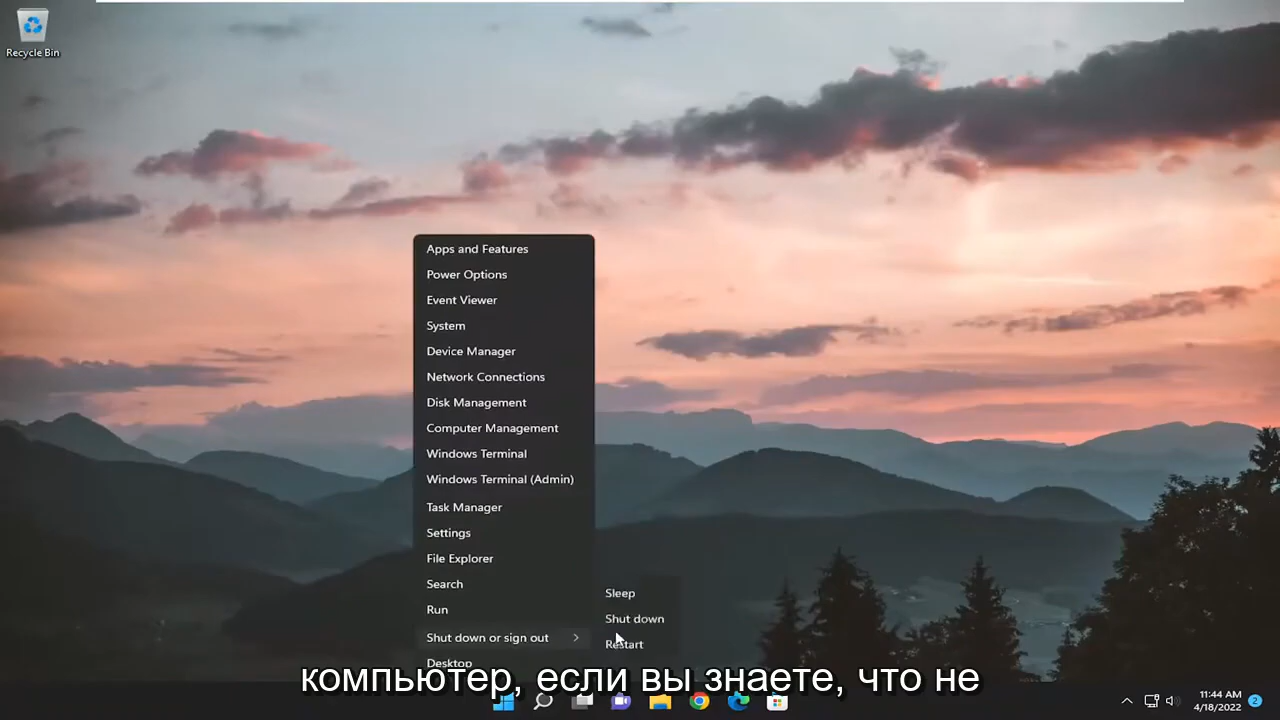 Recycle Bin
Apps and Features
Power Options
Event Viewer
System
Device Manager
Network Connections
Disk Management
Computer Management
Windows Terminal
Windows Terminal (Admin)
Task Manager
Settings
File Explorer
Search
Run
Shut down or sign out
Desktop
Sleep
Shut down
Restart
компьютер, если вы знаете, что не
11:44 AM
4/18/2022
2